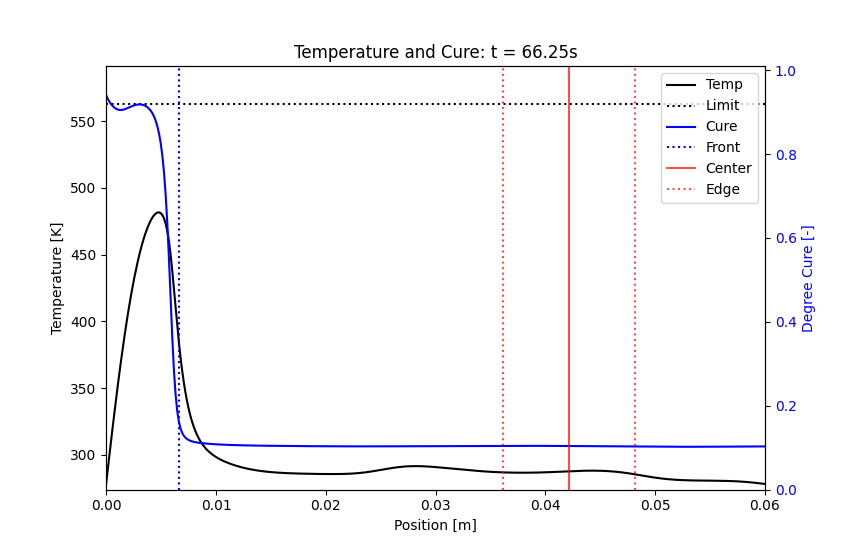 Temperature and Cure: t = 66.25s
Temp
Limit
Cure
Front
Center
Edge
Temperature [K]
550
500
450
400
350
300
1.0
0.8
0.6
0.4
0.2
0.0
Degree Cure [-]
0.00
0.01
0.02
0.03
0.04
0.05
0.06
Position [m]